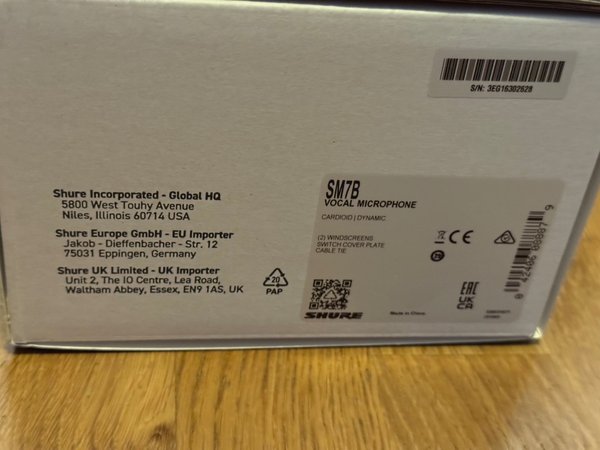 S/N: 3EG16302628
Shure Incorporated - Global HQ
5800 West Touhy Avenue
Niles, Illinois 60714 USA
Shure Europe GmbH - EU Importer
Jakob - Dieffenbacher - Str. 12
75031 Eppingen, Germany
Shure UK Limited - UK Importer
Unit 2, The IO Centre, Lea Road,
Waltham Abbey, Essex, EN9 1AS, UK
20
PAP
SM7B
VOCAL MICROPHONE
CARDIOID | DYNAMIC
(2) WINDSCREENS
SWITCH COVER PLATE
CABLE TIE
CE
EAC
UK
CA
SHURE
Made in China